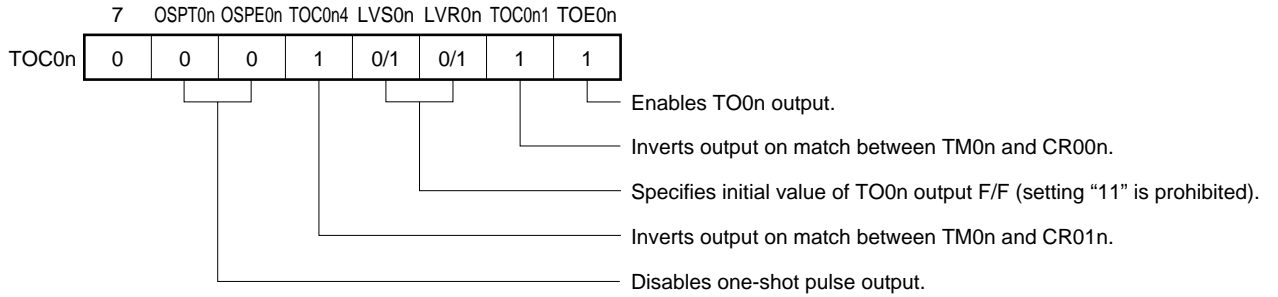 7 OSPT0n OSPE0n TOC0n4 LVS0n LVR0n TOC0n1 TOE0n
TOC0n 0 0 0 1 0/1 0/1 1 1
Enables TO0n output.
Inverts output on match between TM0n and CR00n.
Specifies initial value of TO0n output F/F (setting “11” is prohibited).
Inverts output on match between TM0n and CR01n.
Disables one-shot pulse output.